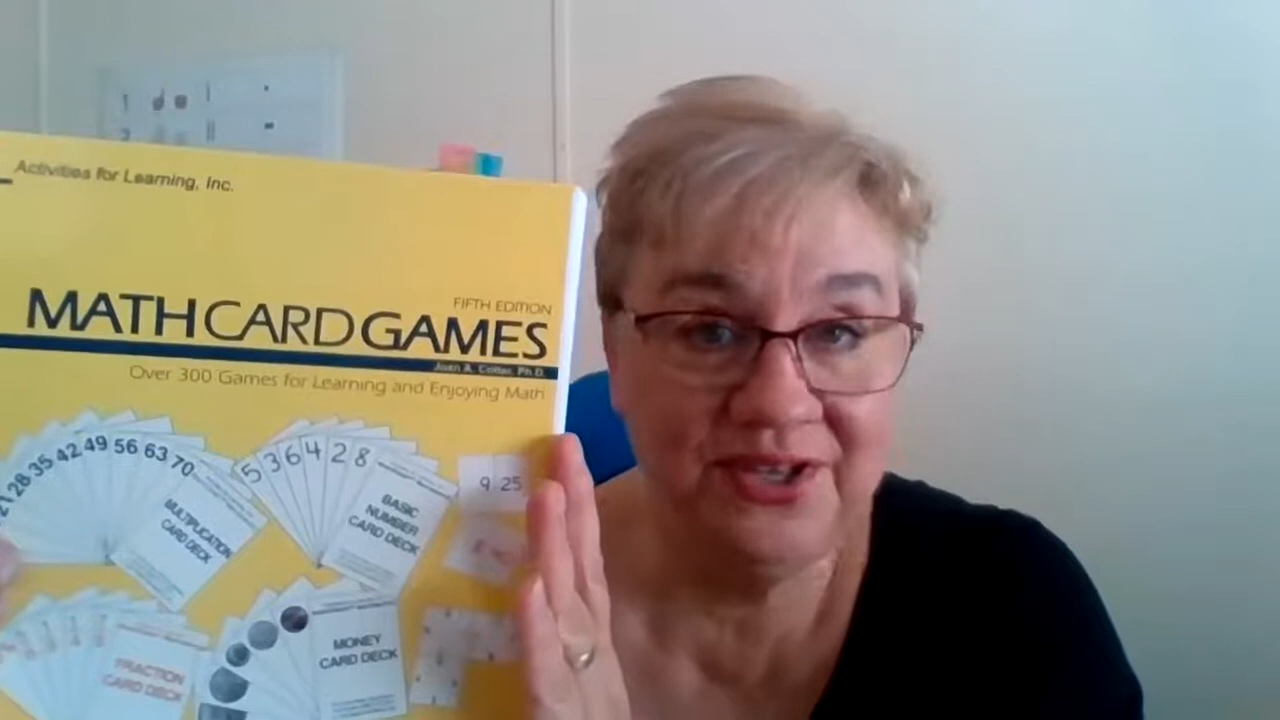 Activities for Learning, Inc.
FIFTH EDITION
MATH CARD GAMES
Joan A. Cotter, Ph.D.
Over 300 Games for Learning and Enjoying Math
21 28 35 42 49 56 63 70
MULTIPLICATION
CARD DECK
5 3 6 4 2 8
BASIC
NUMBER
CARD DECK
9 25
FRACTION
CARD DECK
MONEY
CARD DECK